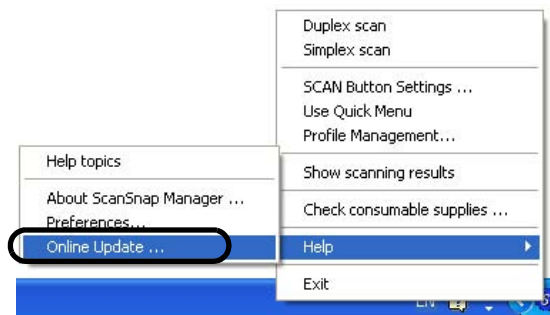 Duplex scan
Simplex scan
SCAN Button Settings ...
Use Quick Menu
Profile Management...
Show scanning results
Check consumable supplies ...
Help
Exit
Help topics
About ScanSnap Manager ...
Preferences...
Online Update ...
EN